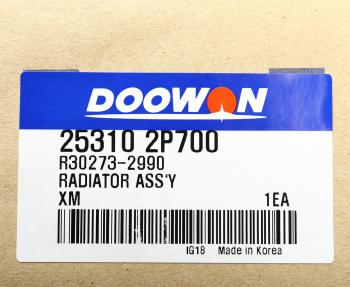 DOOWON
25310 2P700
R30273-2990
RADIATOR ASS'Y
XM 1EA
IG18 Made in Korea